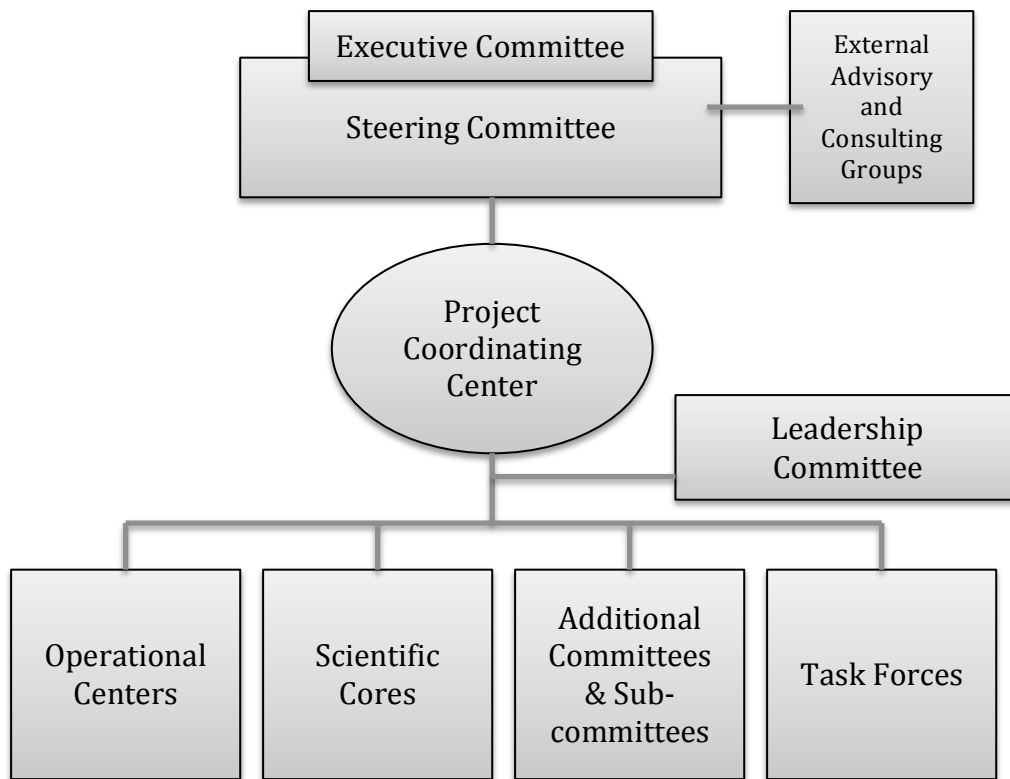 Executive Committee
Steering Committee
External
Advisory
and
Consulting
Groups
Project
Coordinating
Center
Leadership
Committee
Operational
Centers
Scientific
Cores
Additional
Committees
& Sub-
committees
Task Forces